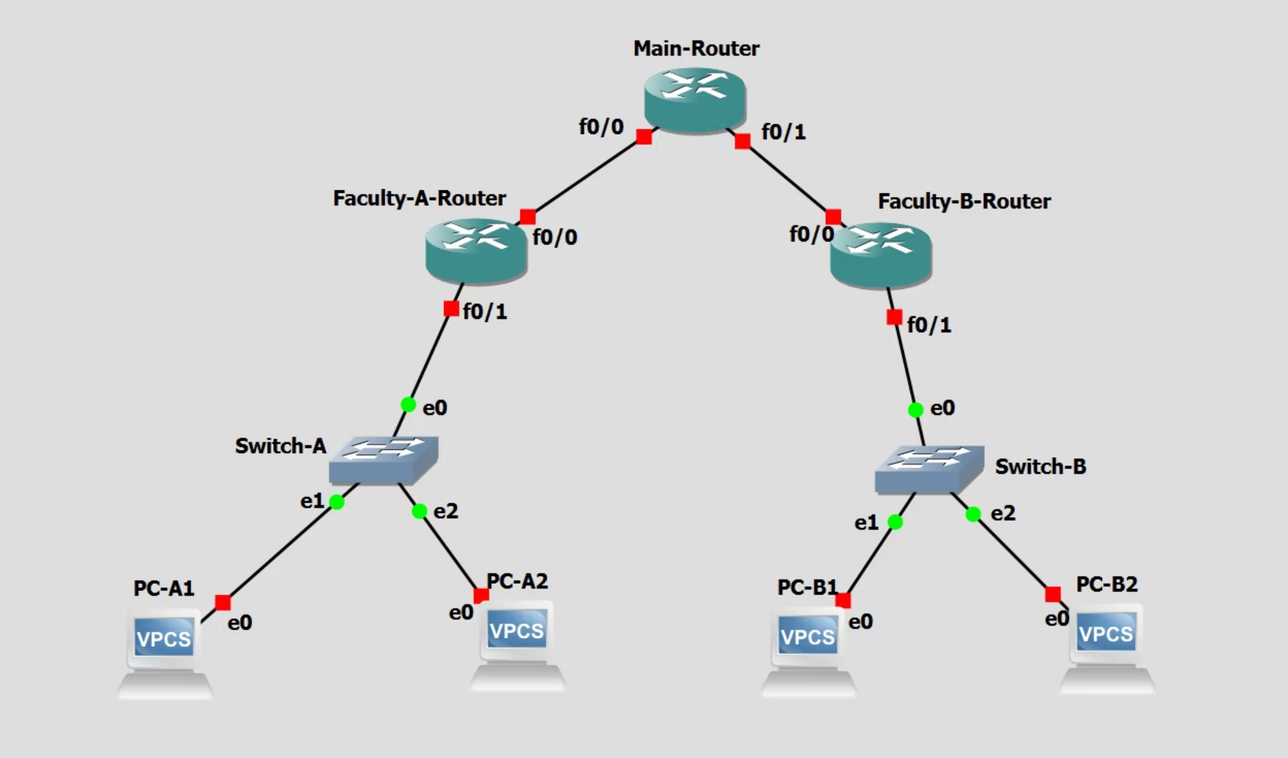 Main-Router
f0/0
f0/1
Faculty-A-Router
Faculty-B-Router
f0/0
f0/0
f0/1
f0/1
e0
e0
Switch-A
Switch-B
e1
e2
e1
e2
PC-A1
PC-A2
PC-B1
PC-B2
e0
e0
e0
e0
VPCS
VPCS
VPCS
VPCS